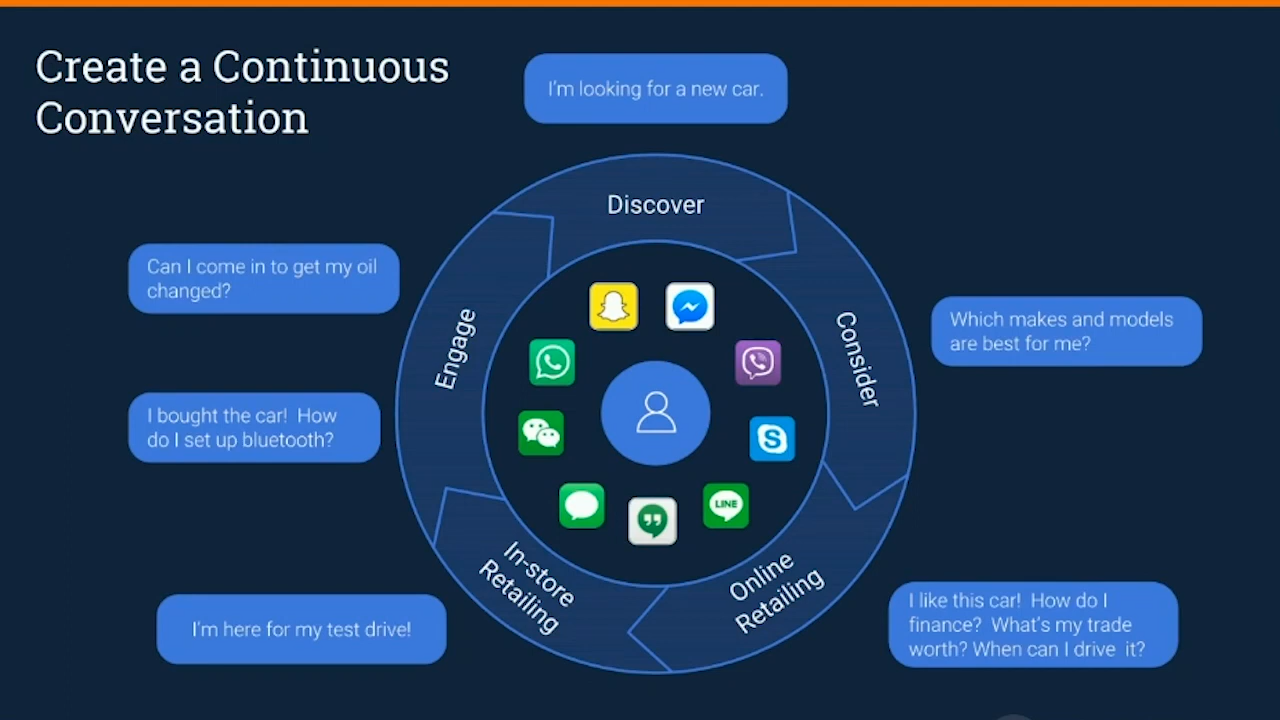 Create a Continuous
Conversation
I'm looking for a new car.
Discover
Can I come in to get my oil
changed?
Engage
Consider
Which makes and models
are best for me?
I bought the car!  How
do I set up bluetooth?
LINE
In-store
Retailing
Online
Retailing
I'm here for my test drive!
I like this car!  How do I
finance?  What's my trade
worth? When can I drive  it?